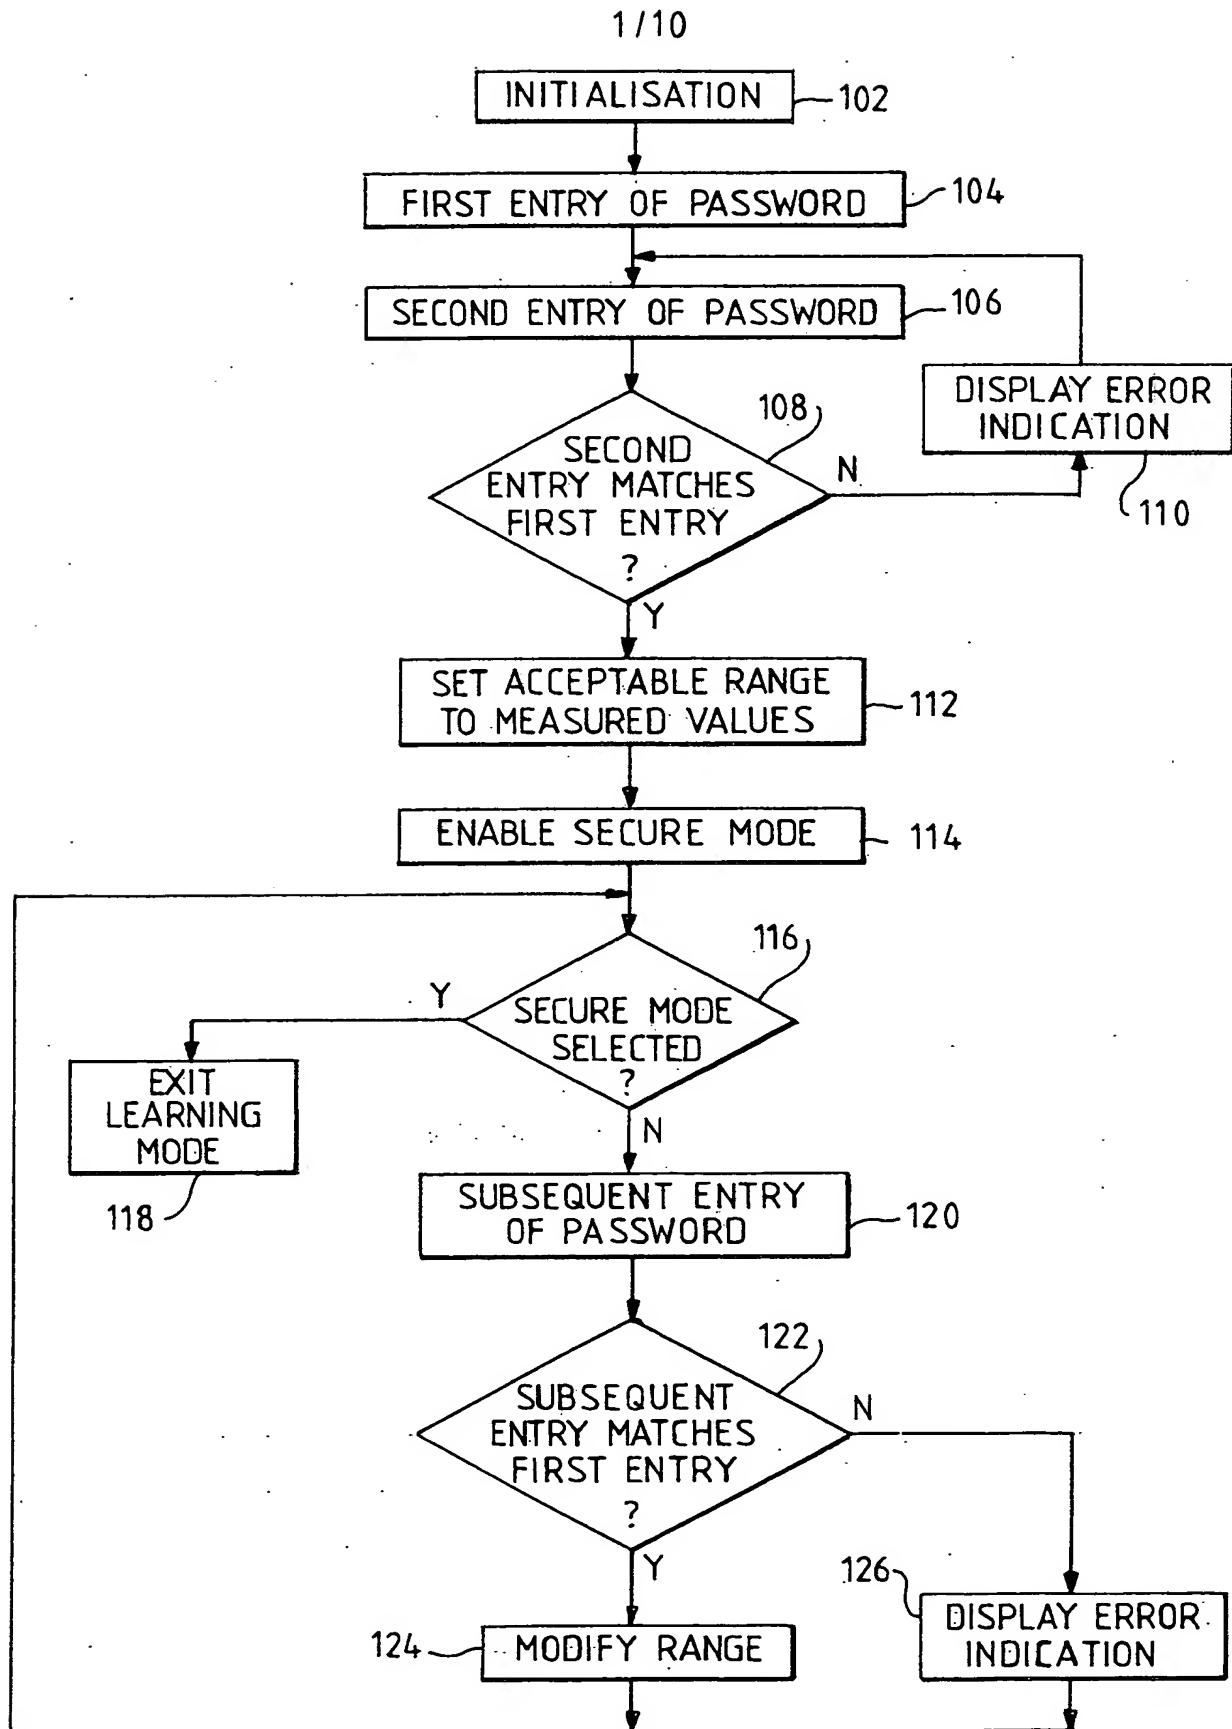 1/10
INITIALISATION
102
FIRST ENTRY OF PASSWORD
104
SECOND ENTRY OF PASSWORD
106
DISPLAY ERROR
INDICATION
110
108
SECOND
ENTRY MATCHES
FIRST ENTRY
?
N
Y
SET ACCEPTABLE RANGE
TO MEASURED VALUES
112
ENABLE SECURE MODE
114
116
Y
SECURE MODE
SELECTED
?
N
EXIT
LEARNING
MODE
118
SUBSEQUENT ENTRY
OF PASSWORD
120
122
SUBSEQUENT
ENTRY MATCHES
FIRST ENTRY
?
N
Y
126
DISPLAY ERROR
INDICATION
124
MODIFY RANGE